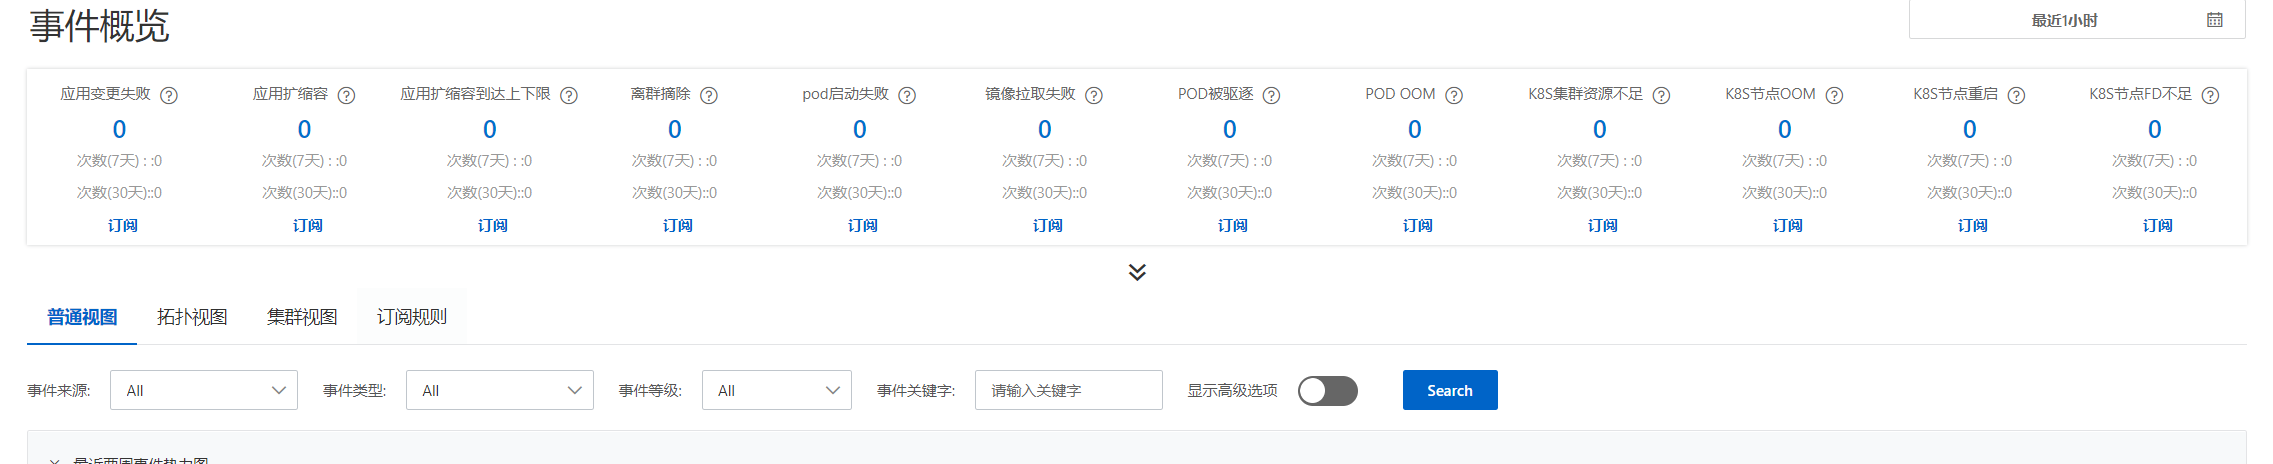 事件概览
最近1小时
应用变更失败 应用扩缩容 应用扩缩容到达上下限 离群摘除 pod启动失败 镜像拉取失败 POD被驱逐 POD OOM K8S集群资源不足 K8S节点OOM K8S节点重启 K8S节点FD不足
0 0 0 0 0 0 0 0 0 0 0 0
次数(7天) : :0 次数(7天) : :0 次数(7天) : :0 次数(7天) : :0 次数(7天) : :0 次数(7天) : :0 次数(7天) : :0 次数(7天) : :0 次数(7天) : :0 次数(7天) : :0 次数(7天) : :0 次数(7天) : :0
次数(30天)::0 次数(30天)::0 次数(30天)::0 次数(30天)::0 次数(30天)::0 次数(30天)::0 次数(30天)::0 次数(30天)::0 次数(30天)::0 次数(30天)::0 次数(30天)::0 次数(30天)::0
订阅 订阅 订阅 订阅 订阅 订阅 订阅 订阅 订阅 订阅 订阅 订阅
普通视图 拓扑视图 集群视图 订阅规则
事件来源: All 事件类型: All 事件等级: All 事件关键字: 请输入关键字 显示高级选项 Search
最近两周事件热力图